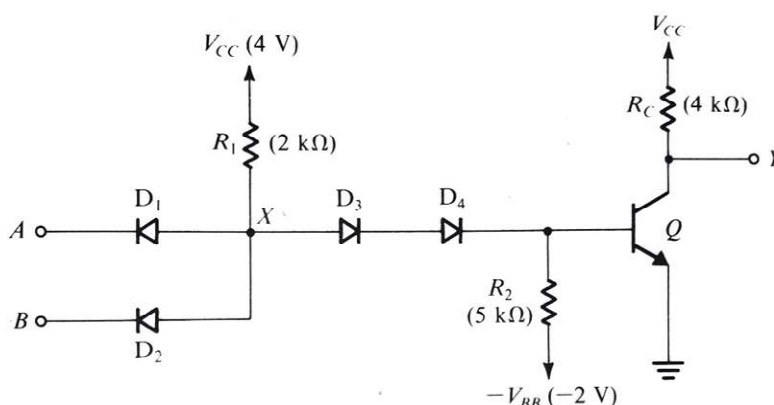 V_CC (4 V)
V_CC
R_1 (2 kΩ)
R_C (4 kΩ)
Y
D_1
X
D_3
D_4
A
Q
R_2
(5 kΩ)
B
D_2
−V_BB (−2 V)